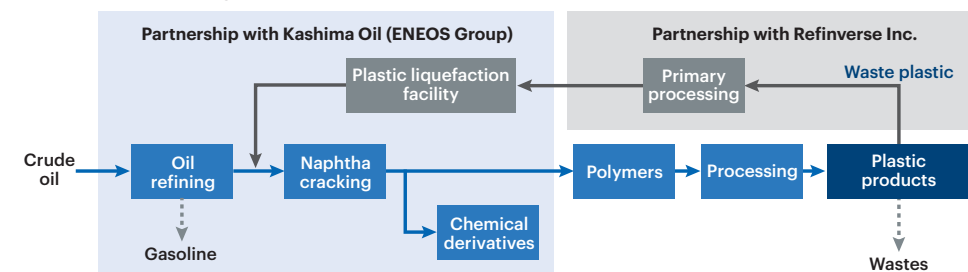 Partnership with Kashima Oil (ENEOS Group)
Partnership with Refinverse Inc.
Plastic liquefaction
facility
Primary
processing
Waste plastic
Crude
oil
Oil
refining
Naphtha
cracking
Polymers
Processing
Plastic
products
Chemical
derivatives
Gasoline
Wastes